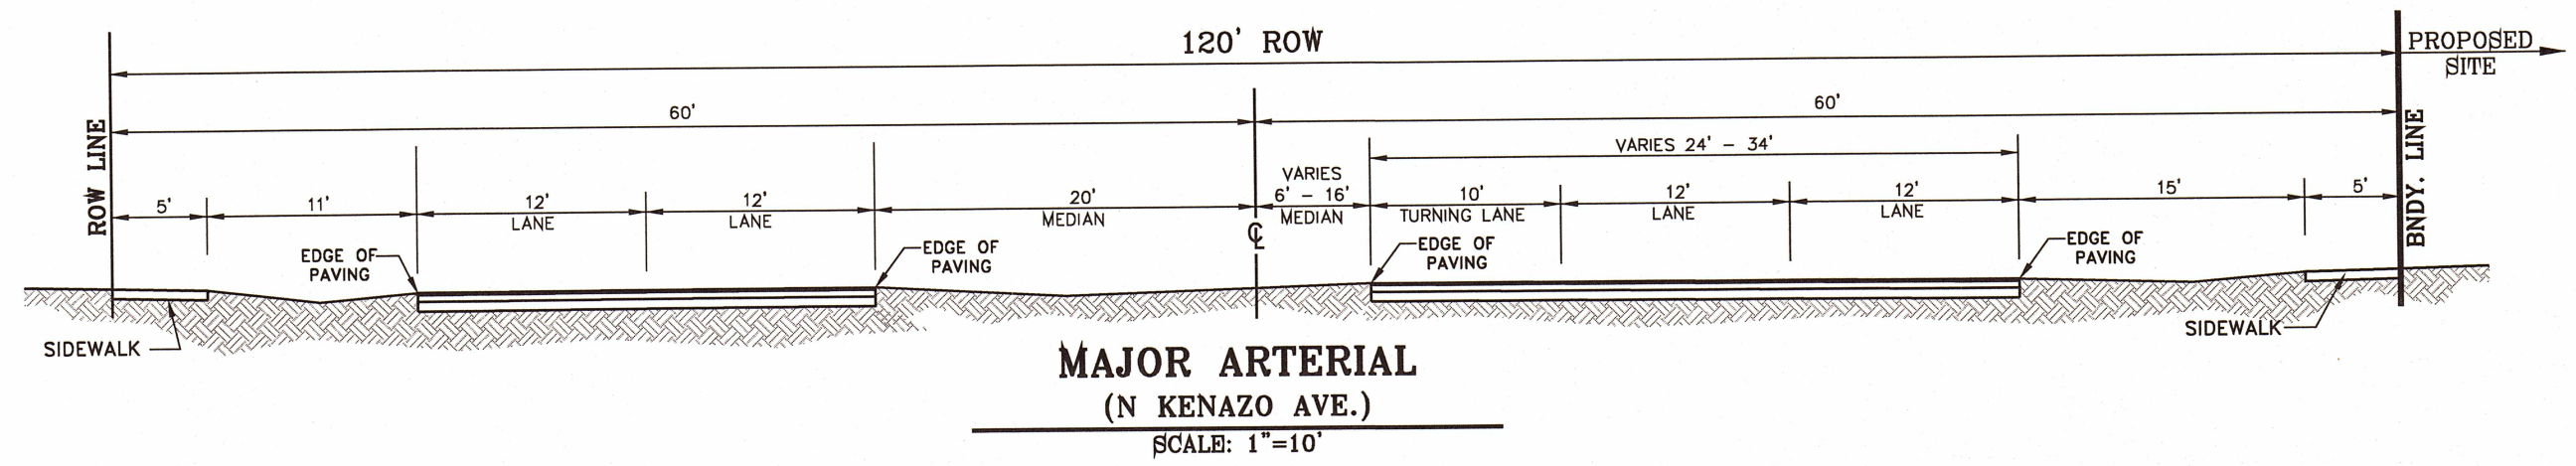 120' ROW
PROPOSED
SITE
60'
60'
ROW LINE
BNDY. LINE
VARIES 24' - 34'
5'
11'
12'
LANE
12'
LANE
20'
MEDIAN
VARIES
6' - 16'
MEDIAN
10'
TURNING LANE
12'
LANE
12'
LANE
15'
5'
℄
EDGE OF
PAVING
EDGE OF
PAVING
EDGE OF
PAVING
EDGE OF
PAVING
SIDEWALK
SIDEWALK
MAJOR ARTERIAL
(N KENAZO AVE.)
SCALE: 1"=10'